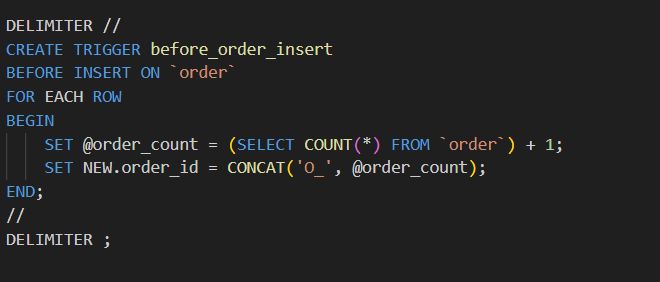 DELIMITER //
CREATE TRIGGER before_order_insert
BEFORE INSERT ON `order`
FOR EACH ROW
BEGIN
    SET @order_count = (SELECT COUNT(*) FROM `order`) + 1;
    SET NEW.order_id = CONCAT('O_', @order_count);
END;
//
DELIMITER ;